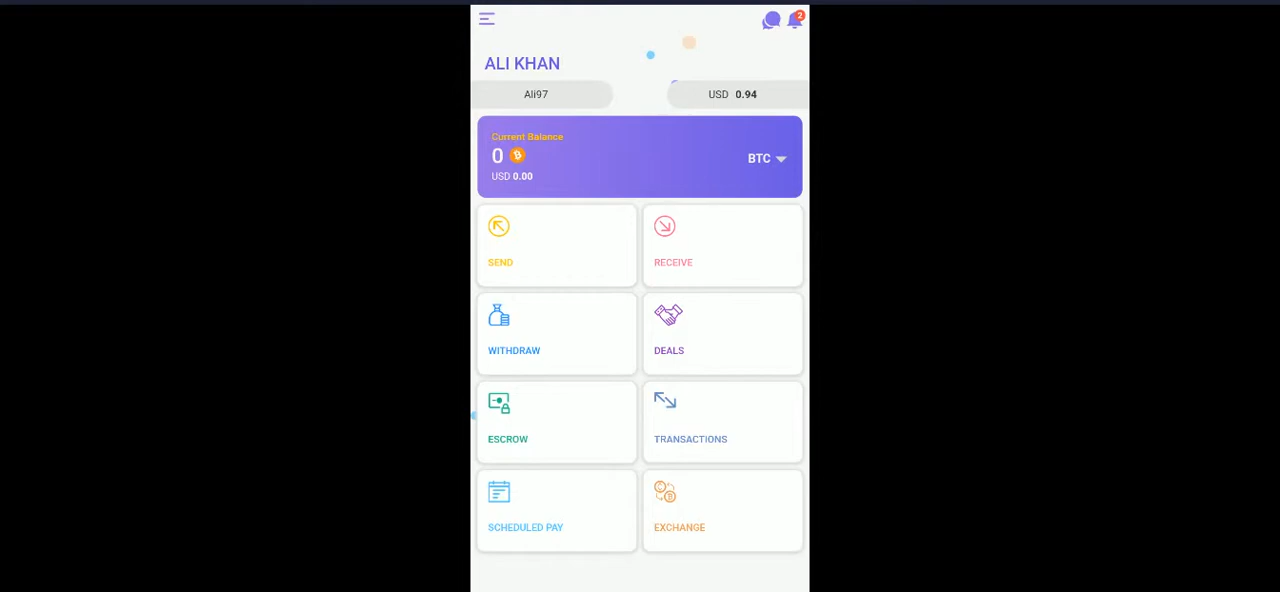 2
ALI KHAN
Ali97
USD 0.94
Current Balance
0
BTC
USD 0.00
SEND
RECEIVE
WITHDRAW
DEALS
ESCROW
TRANSACTIONS
SCHEDULED PAY
EXCHANGE